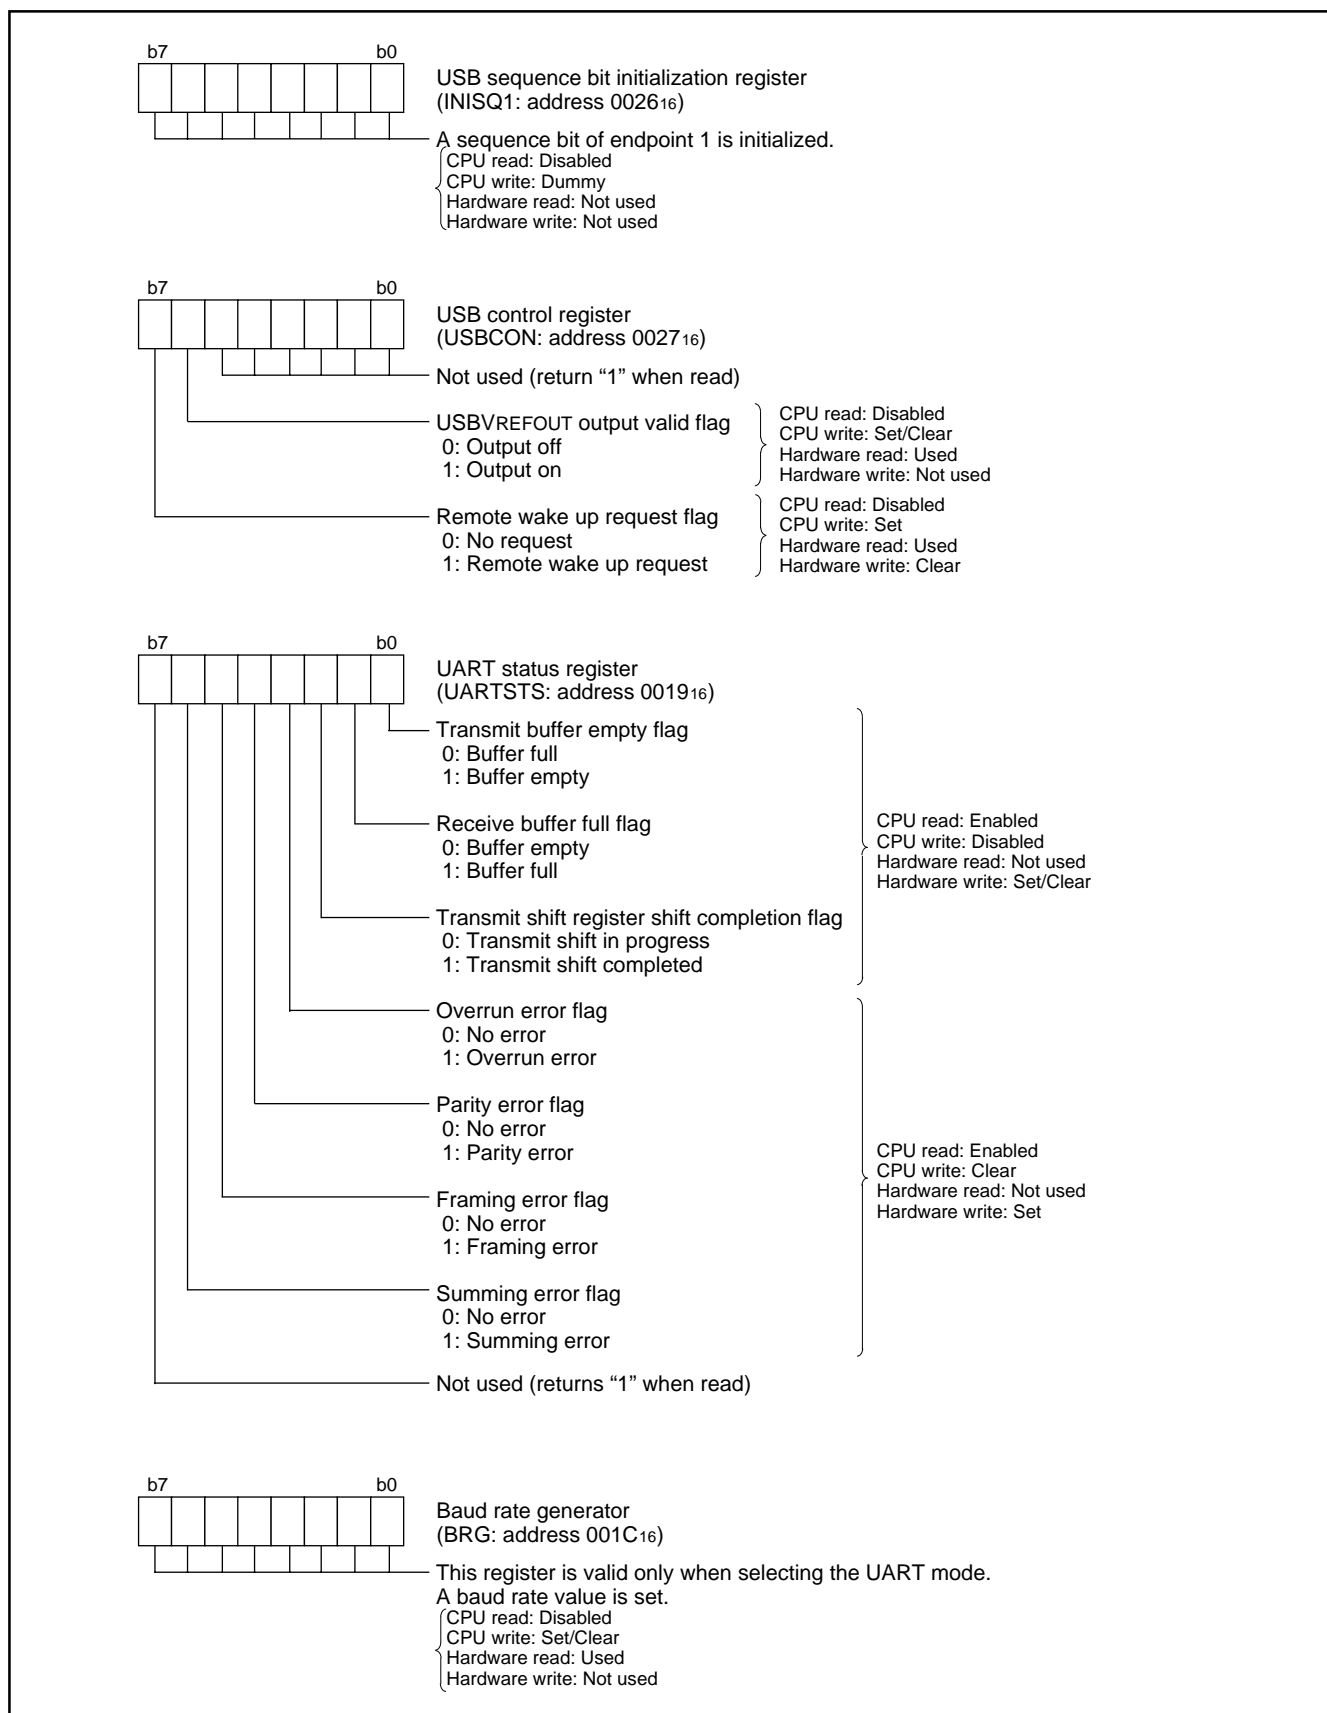 b7 b0
USB sequence bit initialization register
(INISQ1: address 002616)
A sequence bit of endpoint 1 is initialized.
CPU read: Disabled
CPU write: Dummy
Hardware read: Not used
Hardware write: Not used
b7 b0
USB control register
(USBCON: address 002716)
Not used (return “1” when read)
USBVREFOUT output valid flag
0: Output off
1: Output on
CPU read: Disabled
CPU write: Set/Clear
Hardware read: Used
Hardware write: Not used
Remote wake up request flag
0: No request
1: Remote wake up request
CPU read: Disabled
CPU write: Set
Hardware read: Used
Hardware write: Clear
b7 b0
UART status register
(UARTSTS: address 001916)
Transmit buffer empty flag
0: Buffer full
1: Buffer empty
Receive buffer full flag
0: Buffer empty
1: Buffer full
Transmit shift register shift completion flag
0: Transmit shift in progress
1: Transmit shift completed
CPU read: Enabled
CPU write: Disabled
Hardware read: Not used
Hardware write: Set/Clear
Overrun error flag
0: No error
1: Overrun error
Parity error flag
0: No error
1: Parity error
Framing error flag
0: No error
1: Framing error
Summing error flag
0: No error
1: Summing error
CPU read: Enabled
CPU write: Clear
Hardware read: Not used
Hardware write: Set
Not used (returns “1” when read)
b7 b0
Baud rate generator
(BRG: address 001C16)
This register is valid only when selecting the UART mode.
A baud rate value is set.
CPU read: Disabled
CPU write: Set/Clear
Hardware read: Used
Hardware write: Not used